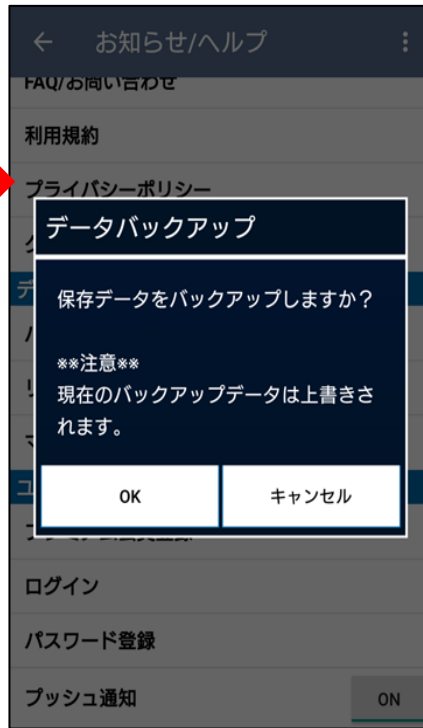 お知らせ/ヘルプ
FAQ/お問い合わせ
利用規約
プライバシーポリシー
データバックアップ
保存データをバックアップしますか？
**注意**
現在のバックアップデータは上書きさ
れます。
OK
キャンセル
ログイン
パスワード登録
プッシュ通知
ON